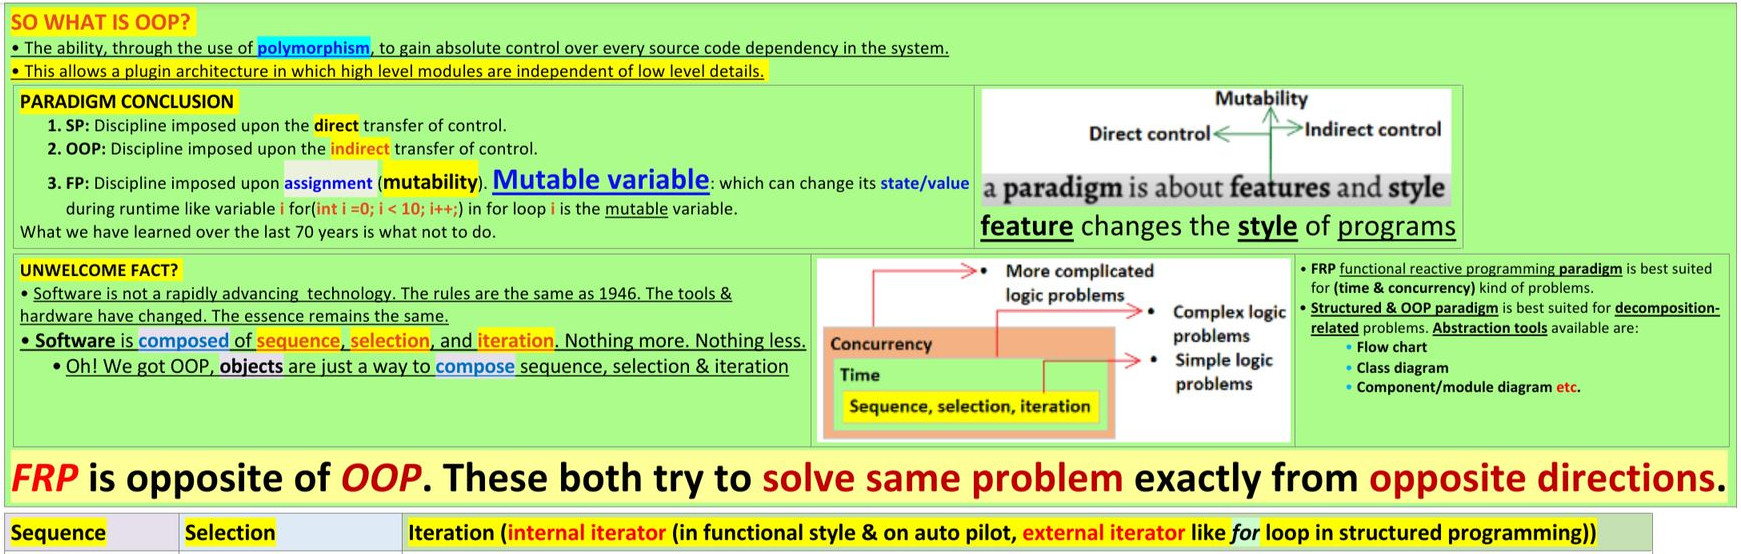 SO WHAT IS OOP?
• The ability, through the use of polymorphism, to gain absolute control over every source code dependency in the system.
• This allows a plugin architecture in which high level modules are independent of low level details.
PARADIGM CONCLUSION
1. SP: Discipline imposed upon the direct transfer of control.
2. OOP: Discipline imposed upon the indirect transfer of control.
3. FP: Discipline imposed upon assignment (mutability). Mutable variable: which can change its state/value
during runtime like variable i for(int i =0; i < 10; i++;) in for loop i is the mutable variable.
What we have learned over the last 70 years is what not to do.
Mutability
Direct control
Indirect control
a paradigm is about features and style
feature changes the style of programs
UNWELCOME FACT?
• Software is not a rapidly advancing technology. The rules are the same as 1946. The tools &
hardware have changed. The essence remains the same.
• Software is composed of sequence, selection, and iteration. Nothing more. Nothing less.
• Oh! We got OOP, objects are just a way to compose sequence, selection & iteration
• More complicated
logic problems
• Complex logic
problems
• Simple logic
problems
Concurrency
Time
Sequence, selection, iteration
• FRP functional reactive programming paradigm is best suited
for (time & concurrency) kind of problems.
• Structured & OOP paradigm is best suited for decomposition-
related problems. Abstraction tools available are:
• Flow chart
• Class diagram
• Component/module diagram etc.
FRP is opposite of OOP. These both try to solve same problem exactly from opposite directions.
Sequence
Selection
Iteration (internal iterator (in functional style & on auto pilot, external iterator like for loop in structured programming))